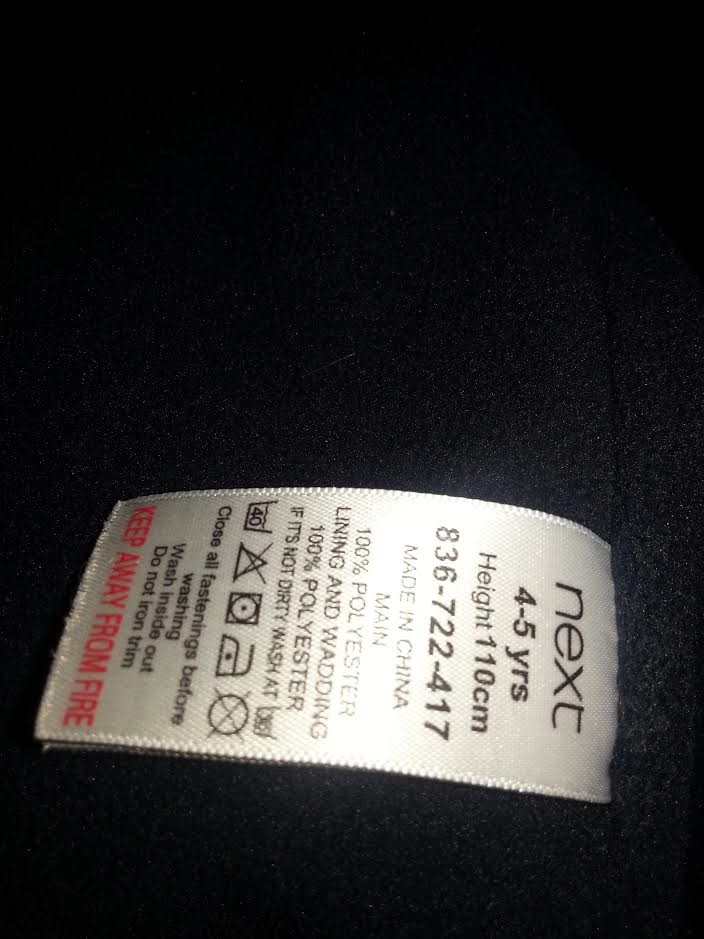 next
4-5 yrs
Height 110cm
836-722-417
MADE IN CHINA
MAIN
100% POLYESTER
LINING AND WADDING
100% POLYESTER
IF IT'S NOT DIRTY WASH AT 30
40
Close all fastenings before
washing
Wash inside out
Do not iron trim
KEEP AWAY FROM FIRE